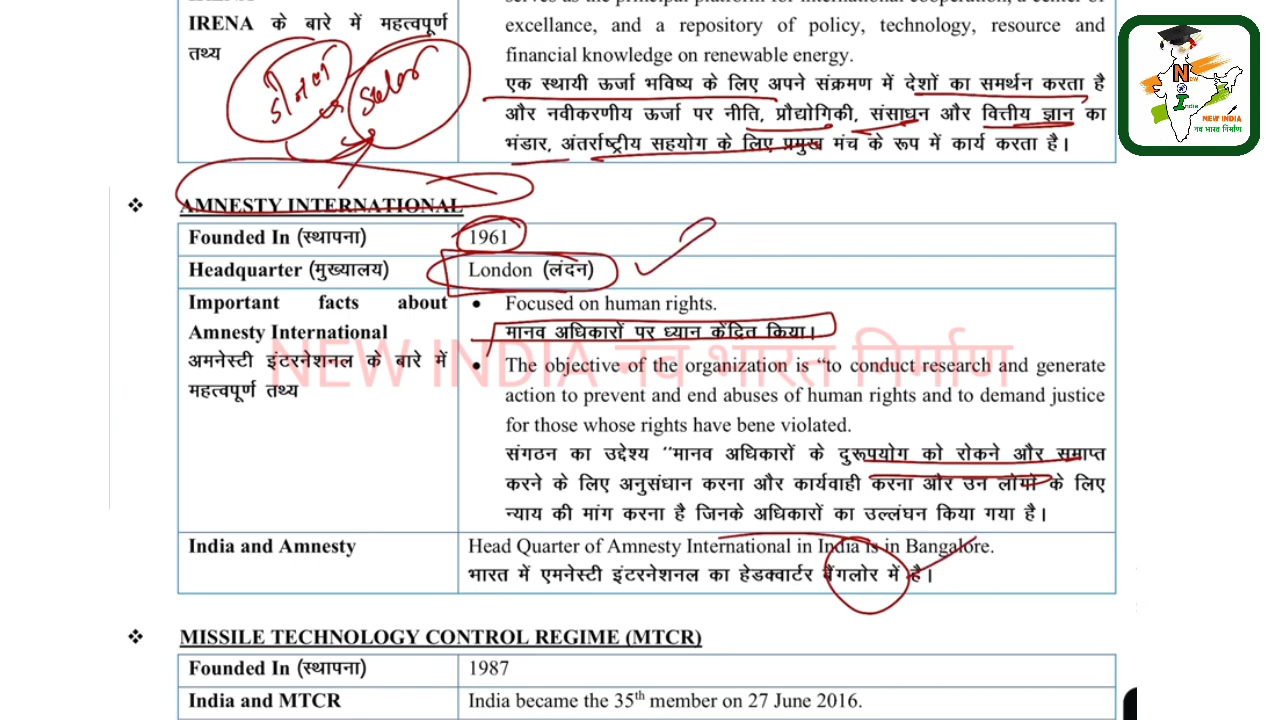 IRENA के बारे में महत्वपूर्ण
तथ्य
excellence, and a repository of policy, technology, resource and
financial knowledge on renewable energy.
एक स्थायी ऊर्जा भविष्य के लिए अपने संक्रमण में देशों का समर्थन करता है
और नवीकरणीय ऊर्जा पर नीति, प्रौद्योगिकी, संसाधन और वित्तीय ज्ञान का
भंडार, अंतर्राष्ट्रीय सहयोग के लिए प्रमुख मंच के रूप में कार्य करता है।
New
India
NEW INDIA
नव भारत निर्माण
❖ AMNESTY INTERNATIONAL
Founded In (स्थापना) 1961
Headquarter (मुख्यालय) London (लंदन)
Important facts about
Amnesty International
अमनेस्टी इंटरनेशनल के बारे में
महत्वपूर्ण तथ्य
• Focused on human rights.
मानव अधिकारों पर ध्यान केंदित किया।
• The objective of the organization is “to conduct research and generate
action to prevent and end abuses of human rights and to demand justice
for those whose rights have bene violated.
संगठन का उद्देश्य ''मानव अधिकारों के दुरूपयोग को रोकने और समाप्त
करने के लिए अनुसंधान करना और कार्यवाही करना और उन लोगों के लिए
न्याय की मांग करना है जिनके अधिकारों का उल्लंघन किया गया है।
India and Amnesty Head Quarter of Amnesty International in India is in Bangalore.
भारत में एमनेस्टी इंटरनेशनल का हेडक्वार्टर बैंगलोर में है।
NEW INDIA नव भारत निर्माण
❖ MISSILE TECHNOLOGY CONTROL REGIME (MTCR)
Founded In (स्थापना) 1987
India and MTCR India became the 35th member on 27 June 2016.